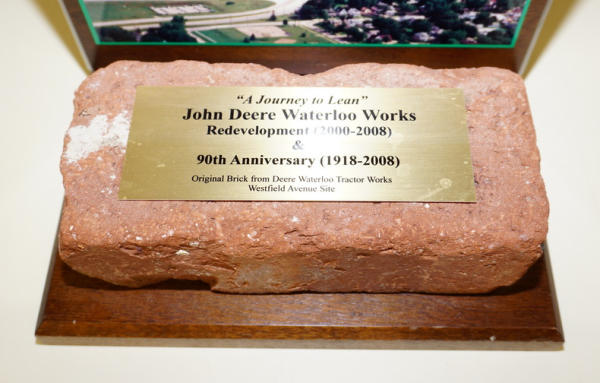 “A Journey to Lean”
John Deere Waterloo Works
Redevelopment (2000-2008)
&
90th Anniversary (1918-2008)
Original Brick from Deere Waterloo Tractor Works
Westfield Avenue Site